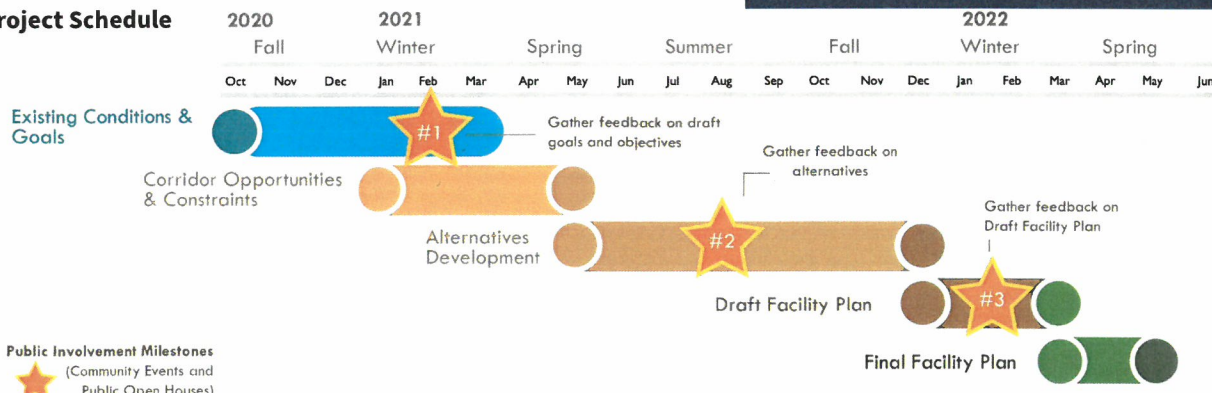 roject Schedule
2020 2021 2022
Fall Winter Spring Summer Fall Winter Spring
Oct Nov Dec Jan Feb Mar Apr May Jun Jul Aug Sep Oct Nov Dec Jan Feb Mar Apr May Jun
Existing Conditions &
Goals
#1
Gather feedback on draft
goals and objectives
Gather feedback on
alternatives
Corridor Opportunities
& Constraints
Gather feedback on
Draft Facility Plan
Alternatives
Development
#2
Draft Facility Plan
#3
Final Facility Plan
Public Involvement Milestones
(Community Events and
Public Open Houses)